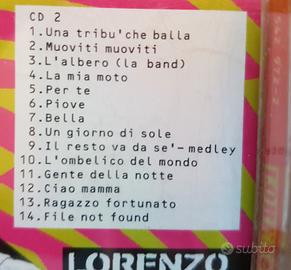 CD 2
1.Una tribu'che balla
2.Muoviti muoviti
3.L'albero (la band)
4.La mia moto
5.Per te
6.Piove
7.Bella
8.Un giorno di sole
9.Il resto va da se'-medley
10.L'ombelico del mondo
11.Gente della notte
12.Ciao mamma
13.Ragazzo fortunato
14.File not found
LORENZO
subito